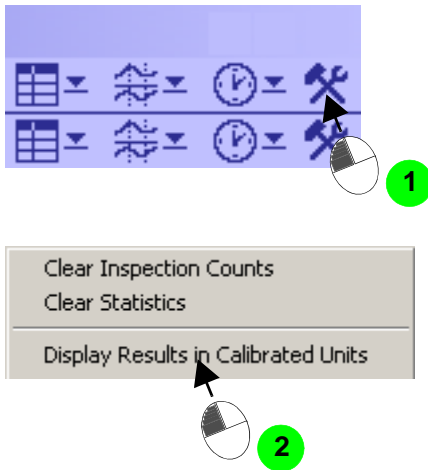 1
Clear Inspection Counts
Clear Statistics
Display Results in Calibrated Units
2